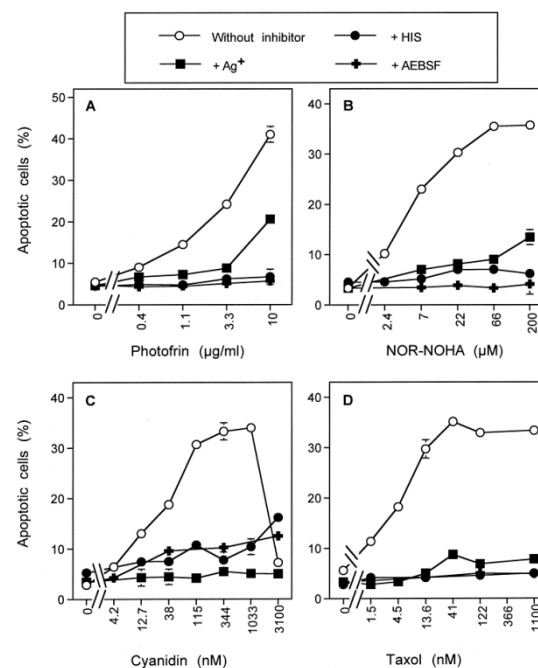 Without inhibitor + HIS
+ Ag+ + AEBSF
A
Apoptotic cells (%)
50
40
30
20
10
0
0 0.4 1.1 3.3 10
Photofrin (µg/ml)
B
40
30
20
10
0
0 2.4 7 22 66 200
NOR-NOHA (µM)
C
Apoptotic cells (%)
40
30
20
10
0
0 4.2 12.7 38 115 344 1033 3100
Cyanidin (nM)
D
40
30
20
10
0
0 1.5 4.5 13.6 41 122 366 1100
Taxol (nM)